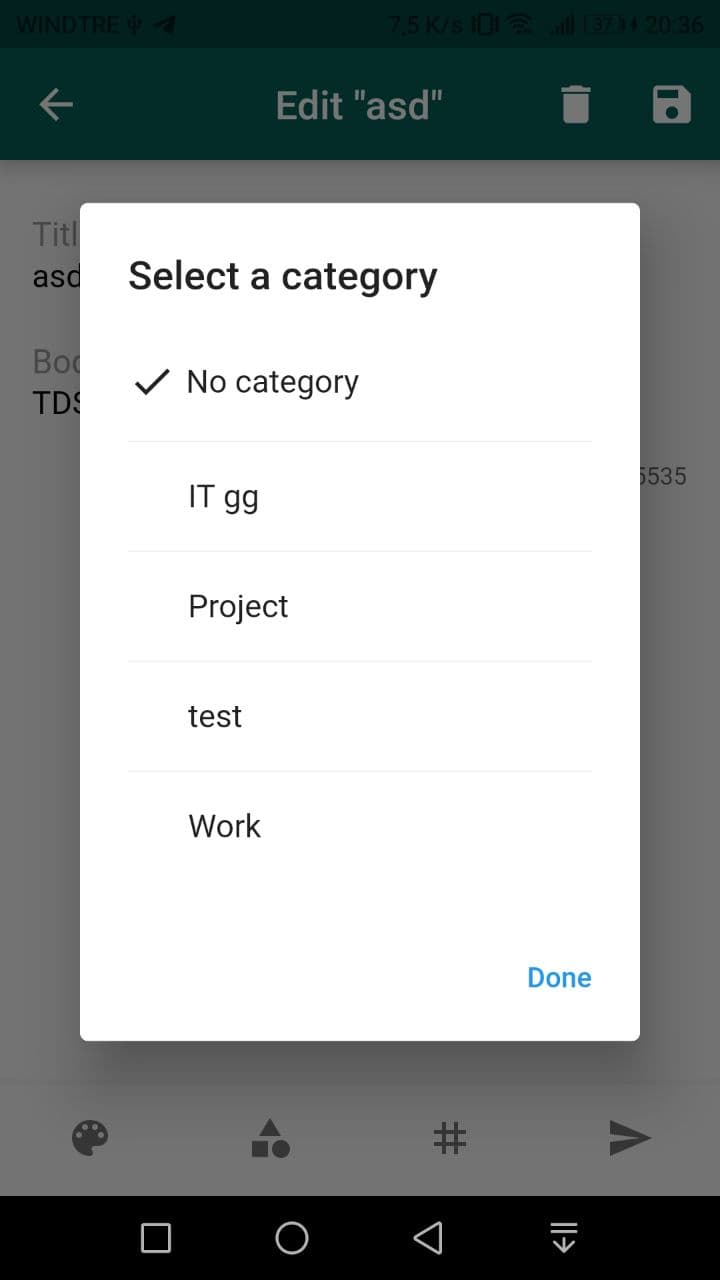 WINDTRE 7,5 K/s 37 20:36
Edit "asd"
Titl
asd
Select a category
No category
Boo
TDS
5535
IT gg
Project
test
Work
Done